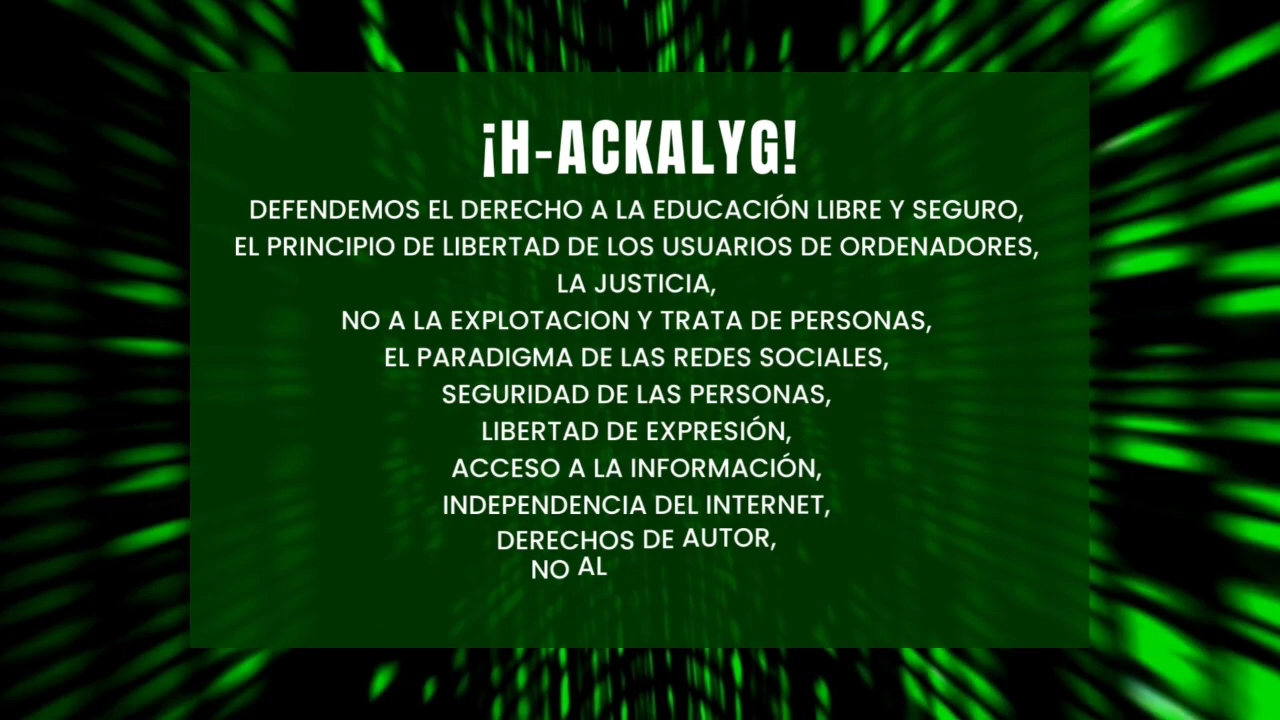 ¡H-ACKALYG!
DEFENDEMOS EL DERECHO A LA EDUCACIÓN LIBRE Y SEGURO,
EL PRINCIPIO DE LIBERTAD DE LOS USUARIOS DE ORDENADORES,
LA JUSTICIA,
NO A LA EXPLOTACION Y TRATA DE PERSONAS,
EL PARADIGMA DE LAS REDES SOCIALES,
SEGURIDAD DE LAS PERSONAS,
LIBERTAD DE EXPRESIÓN,
ACCESO A LA INFORMACIÓN,
INDEPENDENCIA DEL INTERNET,
DERECHOS DE AUTOR,
NO AL